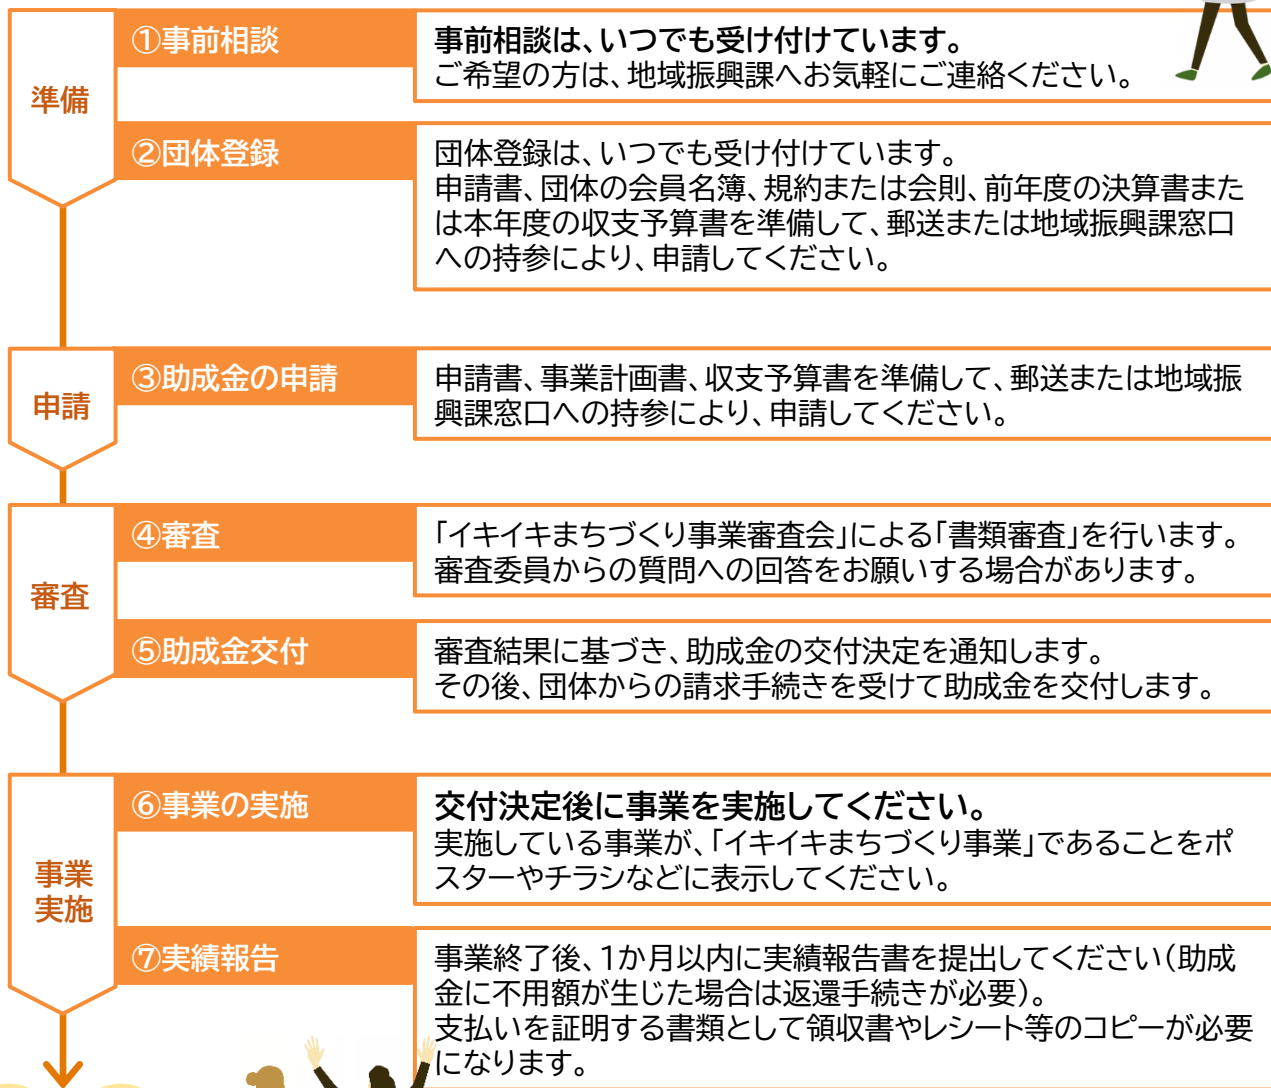 準備
①事前相談
事前相談は、いつでも受け付けています。
ご希望の方は、地域振興課へお気軽にご連絡ください。
②団体登録
団体登録は、いつでも受け付けています。
申請書、団体の会員名簿、規約または会則、前年度の決算書また
は本年度の収支予算書を準備して、郵送または地域振興課窓口
への持参により、申請してください。
申請
③助成金の申請
申請書、事業計画書、収支予算書を準備して、郵送または地域振
興課窓口への持参により、申請してください。
審査
④審査
「イキイキまちづくり事業審査会」による「書類審査」を行います。
審査委員からの質問への回答をお願いする場合があります。
⑤助成金交付
審査結果に基づき、助成金の交付決定を通知します。
その後、団体からの請求手続きを受けて助成金を交付します。
事業
実施
⑥事業の実施
交付決定後に事業を実施してください。
実施している事業が、「イキイキまちづくり事業」であることをポ
スターやチラシなどに表示してください。
⑦実績報告
事業終了後、1か月以内に実績報告書を提出してください(助成
金に不用額が生じた場合は返還手続きが必要)。
支払いを証明する書類として領収書やレシート等のコピーが必要
になります。